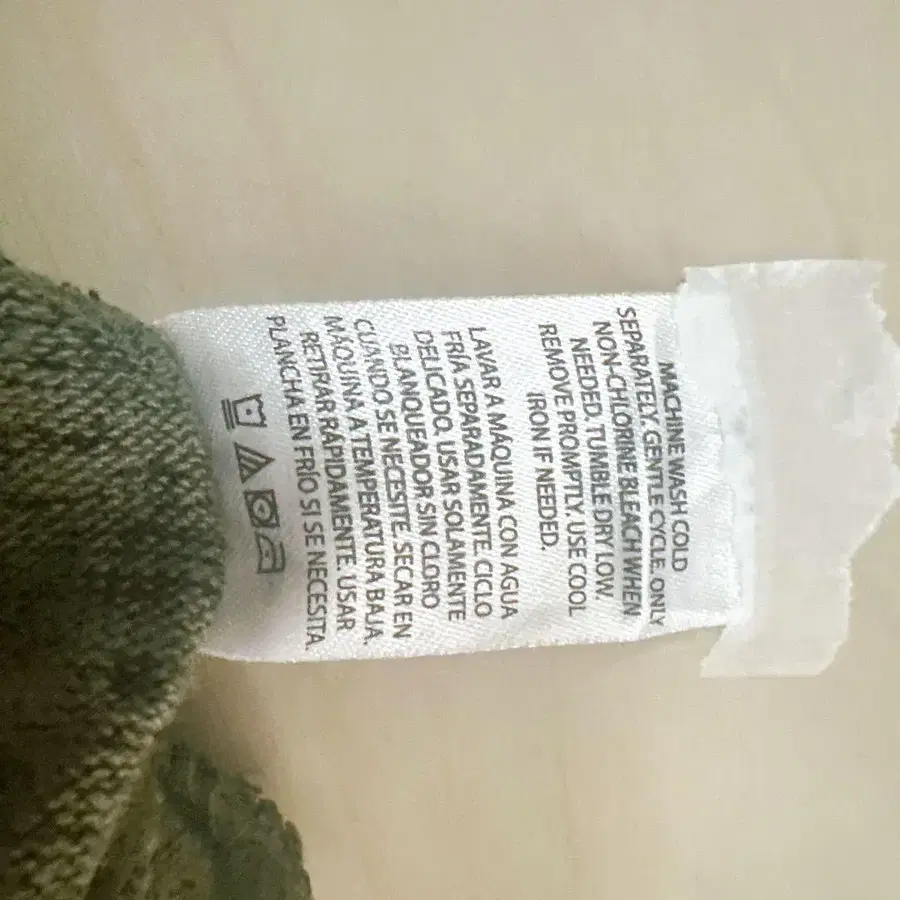 MACHINE WASH COLD
SEPARATELY, GENTLE CYCLE. ONLY
NON-CHLORINE BLEACH WHEN
NEEDED. TUMBLE DRY LOW.
REMOVE PROMPTLY. USE COOL
IRON IF NEEDED.
LAVAR A MÁQUINA CON AGUA
FRÍA SEPARADAMENTE. CICLO
DELICADO, USAR SOLAMENTE
BLANQUEADOR SIN CLORO
CUANDO SE NECESITE. SECAR EN
MÁQUINA A TEMPERATURA BAJA.
RETIRAR RÁPIDAMENTE. USAR
PLANCHA EN FRÍO SI SE NECESITA.